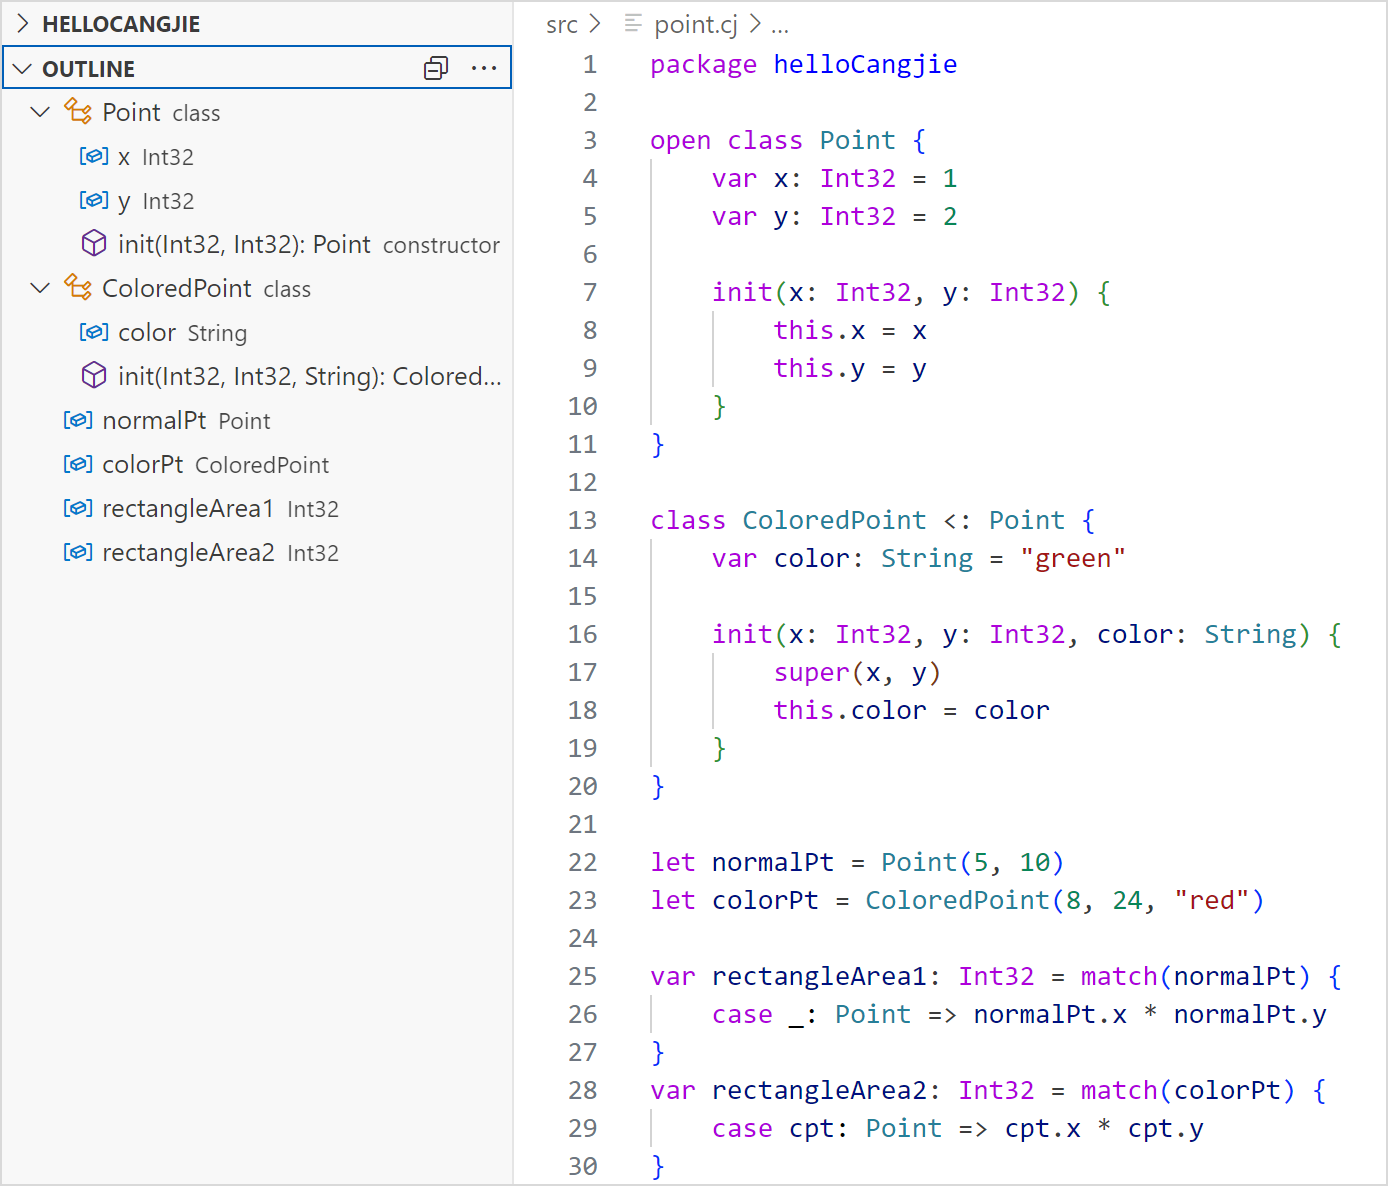 HELLOCANGJIE
OUTLINE
Point class
x Int32
y Int32
init(Int32, Int32): Point constructor
ColoredPoint class
color String
init(Int32, Int32, String): Colored...
normalPt Point
colorPt ColoredPoint
rectangleArea1 Int32
rectangleArea2 Int32
src > point.cj > ...
1 package helloCangjie
2
3 open class Point {
4     var x: Int32 = 1
5     var y: Int32 = 2
6
7     init(x: Int32, y: Int32) {
8         this.x = x
9         this.y = y
10     }
11 }
12
13 class ColoredPoint <: Point {
14     var color: String = "green"
15
16     init(x: Int32, y: Int32, color: String) {
17         super(x, y)
18         this.color = color
19     }
20 }
21
22 let normalPt = Point(5, 10)
23 let colorPt = ColoredPoint(8, 24, "red")
24
25 var rectangleArea1: Int32 = match(normalPt) {
26     case _: Point => normalPt.x * normalPt.y
27 }
28 var rectangleArea2: Int32 = match(colorPt) {
29     case cpt: Point => cpt.x * cpt.y
30 }